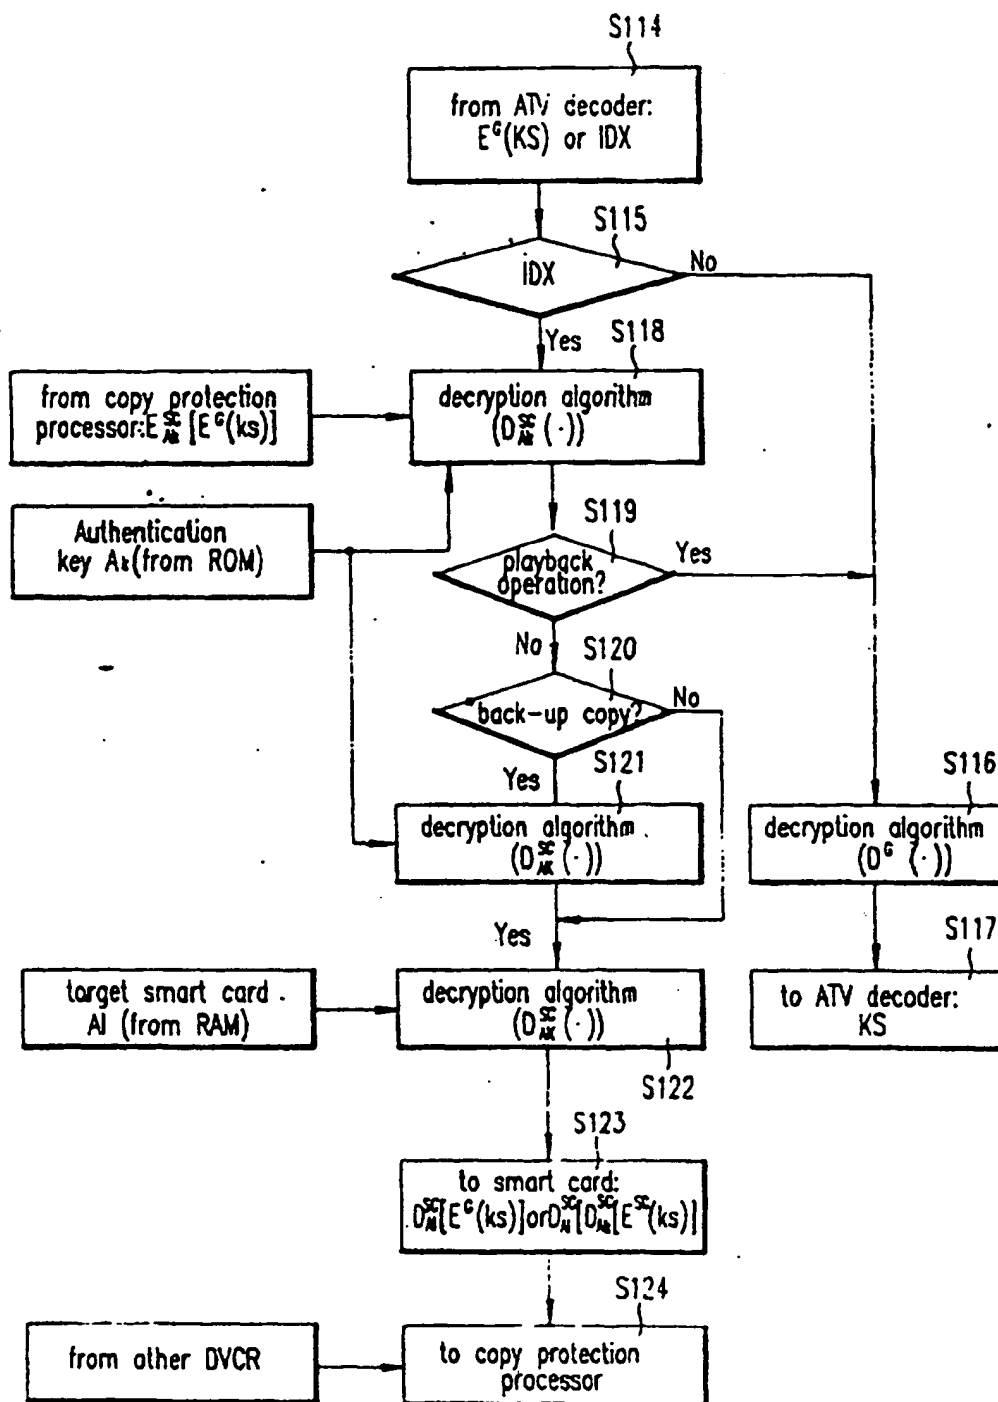 S114
from ATV decoder:
E^G(KS) or IDX
S115
IDX
No
Yes
S118
from copy protection
processor:E^SC_Ak[E^G(ks)]
decryption algorithm
(D^SC_Ak(·))
Authentication
key Ak(from ROM)
S119
playback
operation?
Yes
No
S120
back-up copy?
No
Yes
S121
decryption algorithm
(D^SC_AK(·))
S116
decryption algorithm
(D^G (·))
Yes
S117
target smart card
AI (from RAM)
decryption algorithm
(D^SC_AK(·))
to ATV decoder:
KS
S122
S123
to smart card:
D^SC_AI[E^G(ks)]orD^SC_AI[D^SC_Ak[E^SC(ks)]
S124
from other DVCR
to copy protection
processor